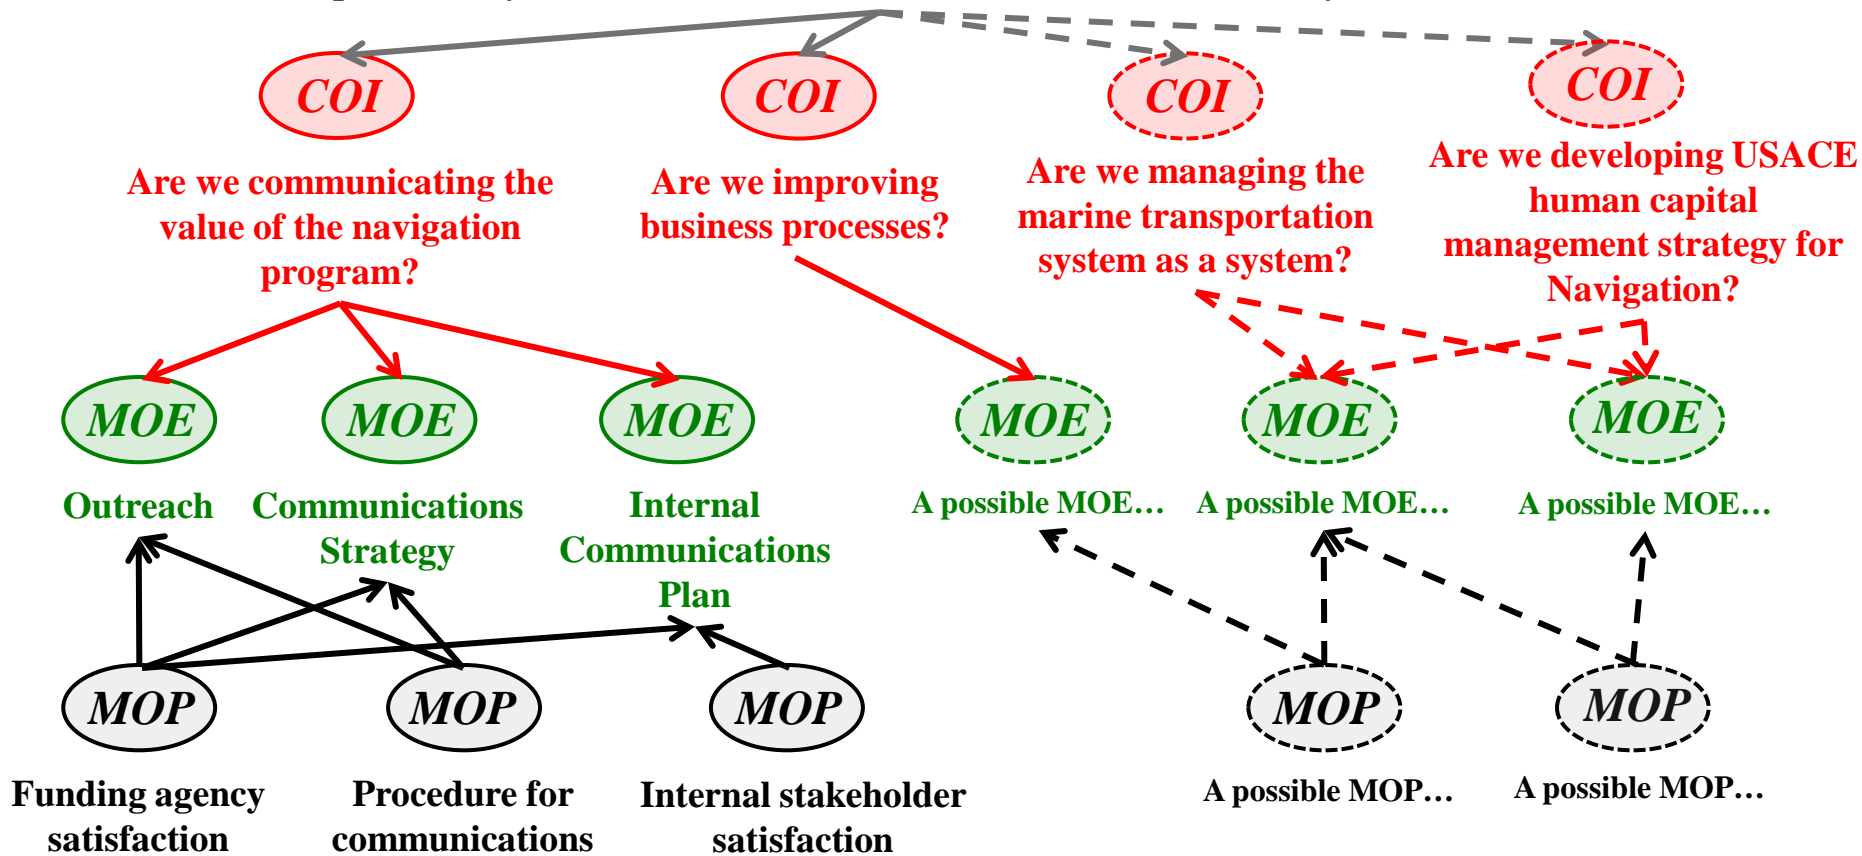 COI
COI
COI
COI
Are we communicating the
value of the navigation
program?
Are we improving
business processes?
Are we managing the
marine transportation
system as a system?
Are we developing USACE
human capital
management strategy for
Navigation?
MOE
MOE
MOE
MOE
MOE
MOE
Outreach
Communications
Strategy
Internal
Communications
Plan
A possible MOE…
A possible MOE…
A possible MOE…
MOP
MOP
MOP
MOP
MOP
Funding agency
satisfaction
Procedure for
communications
Internal stakeholder
satisfaction
A possible MOP…
A possible MOP…